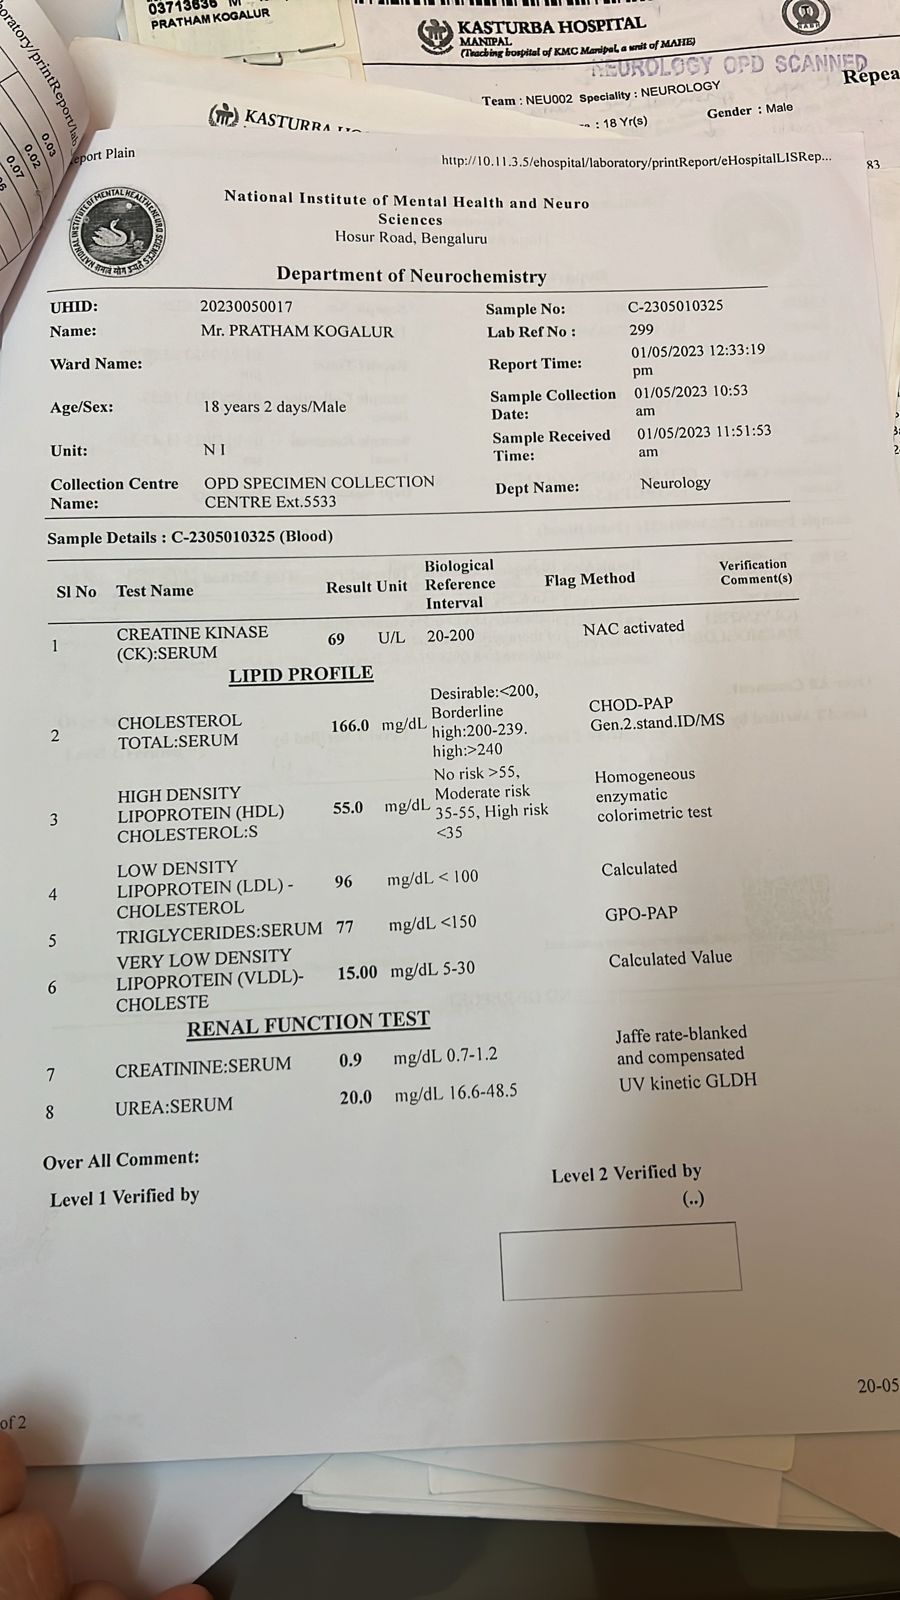 03713636 M
PRATHAM KOGALUR
KASTURBA HOSPITAL
MANIPAL
(Teaching hospital of KMC Manipal, a unit of MAHE)
NEUROLOGY OPD SCANNED
Repea
Team : NEU002 Speciality : NEUROLOGY
: 18 Yr(s) Gender : Male
KASTURBA
oratory/printReport/lab
0.03
0.02
0.07
eport Plain http://10.11.3.5/ehospital/laboratory/printReport/eHospitalLISRep...
83
National Institute of Mental Health and Neuro
Sciences
Hosur Road, Bengaluru
Department of Neurochemistry
UHID: 20230050017 Sample No: C-2305010325
Name: Mr. PRATHAM KOGALUR Lab Ref No : 299
Ward Name: Report Time: 01/05/2023 12:33:19
pm
Age/Sex: 18 years 2 days/Male Sample Collection Date: 01/05/2023 10:53
am
Unit: N I Sample Received Time: 01/05/2023 11:51:53
am
Collection Centre Name: OPD SPECIMEN COLLECTION
CENTRE Ext.5533 Dept Name: Neurology
Sample Details : C-2305010325 (Blood)
Sl No Test Name Result Unit Biological Reference Interval Flag Method Verification Comment(s)
1 CREATINE KINASE
(CK):SERUM 69 U/L 20-200 NAC activated
LIPID PROFILE
2 CHOLESTEROL
TOTAL:SERUM 166.0 mg/dL Desirable:<200,
Borderline
high:200-239.
high:>240 CHOD-PAP
Gen.2.stand.ID/MS
3 HIGH DENSITY
LIPOPROTEIN (HDL)
CHOLESTEROL:S 55.0 mg/dL No risk >55,
Moderate risk
35-55, High risk
<35 Homogeneous
enzymatic
colorimetric test
4 LOW DENSITY
LIPOPROTEIN (LDL) -
CHOLESTEROL 96 mg/dL < 100 Calculated
5 TRIGLYCERIDES:SERUM 77 mg/dL <150 GPO-PAP
6 VERY LOW DENSITY
LIPOPROTEIN (VLDL)-
CHOLESTE 15.00 mg/dL 5-30 Calculated Value
RENAL FUNCTION TEST
7 CREATININE:SERUM 0.9 mg/dL 0.7-1.2 Jaffe rate-blanked
and compensated
8 UREA:SERUM 20.0 mg/dL 16.6-48.5 UV kinetic GLDH
Over All Comment:
Level 1 Verified by Level 2 Verified by
(..)
20-05
of 2